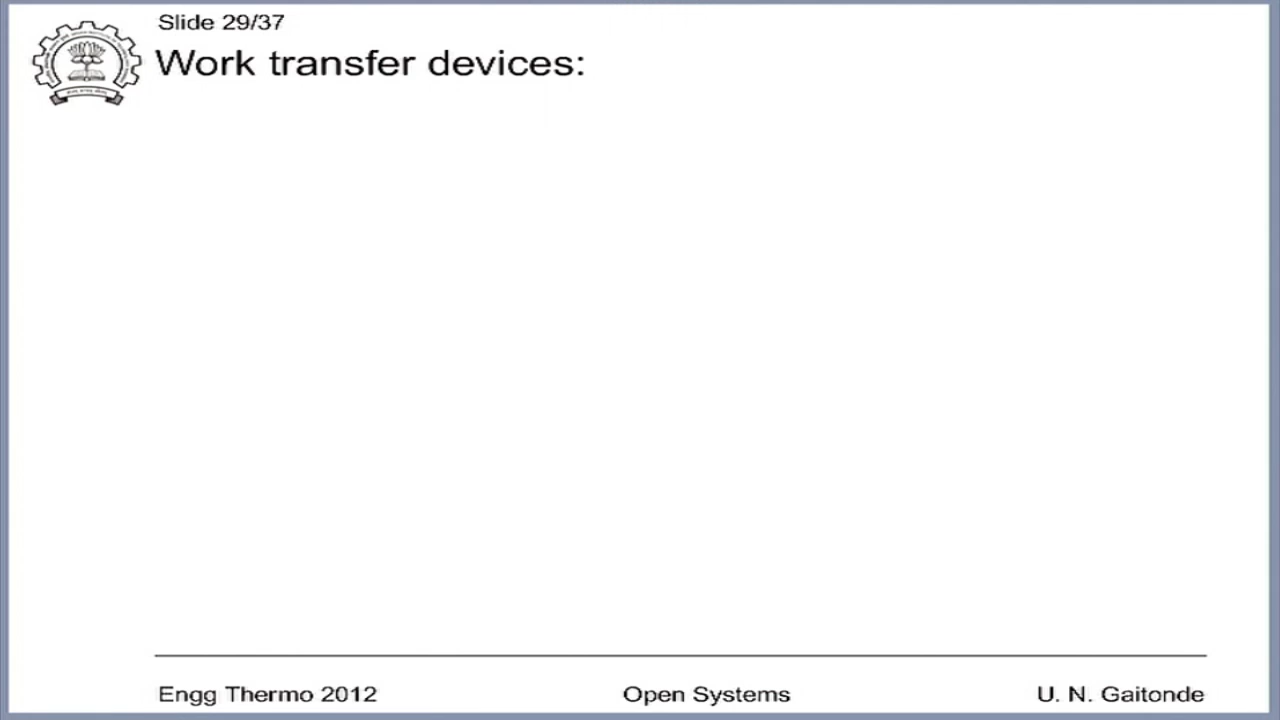 Slide 29/37
Work transfer devices:
Engg Thermo 2012 Open Systems U. N. Gaitonde